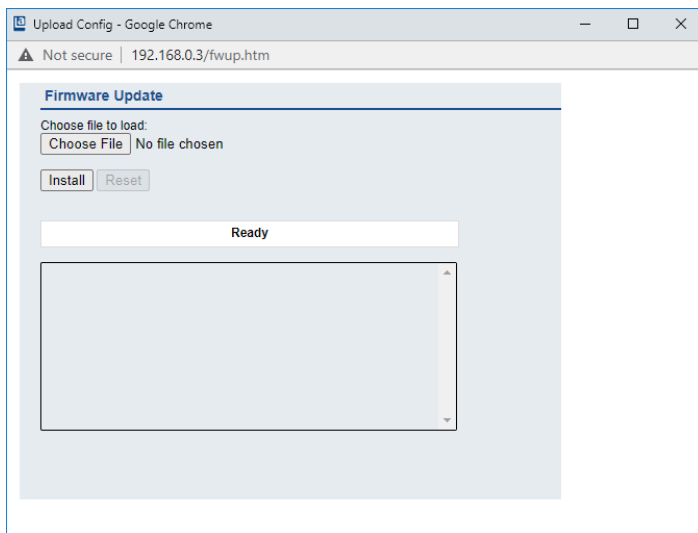 Upload Config - Google Chrome
Not secure | 192.168.0.3/fwup.htm
Firmware Update
Choose file to load:
Choose File No file chosen
Install Reset
Ready